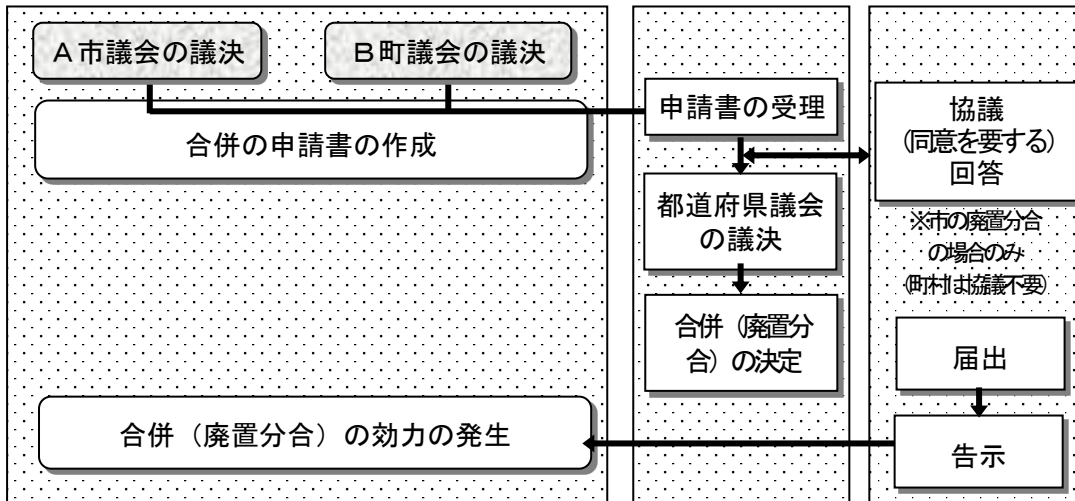 A市議会の議決
B町議会の議決
合併の申請書の作成
合併（廃置分合）の効力の発生
申請書の受理
都道府県議会
の議決
合併（廃置分
合）の決定
協議
(同意を要する)
回答
※市の廃置分合
の場合のみ
(町村は協議不要)
届出
告示